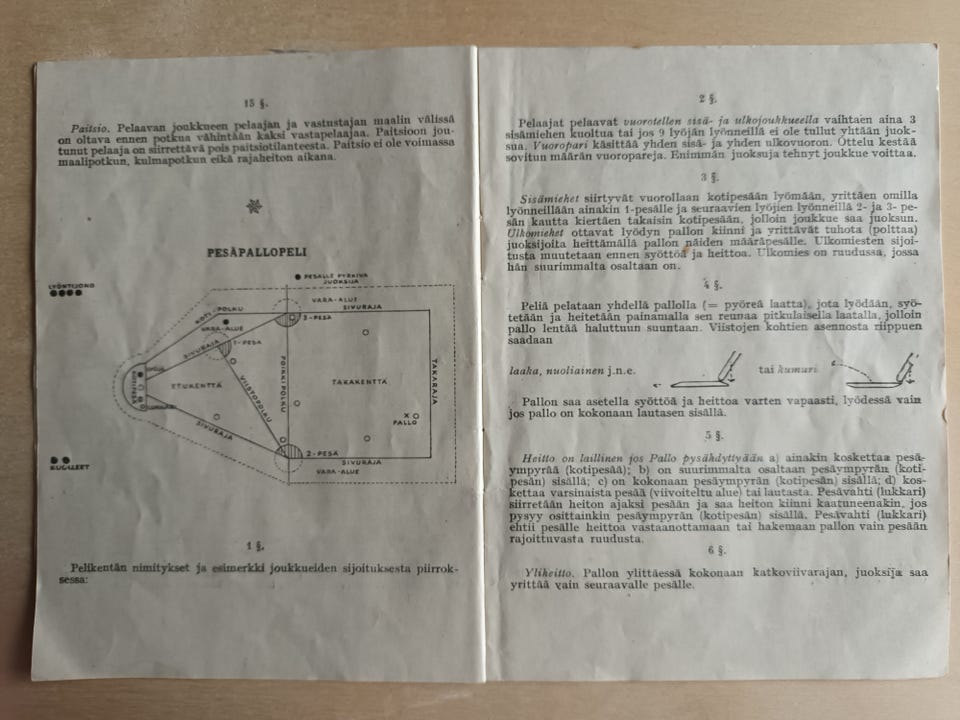 15 §.
Paitsio. Pelaavan joukkueen pelaajan ja vastustajan maalin välissä
on oltava ennen potkua vähintään kaksi vastapelaajaa. Paitsioon jou-
tunut pelaaja on siirrettävä pois paitsiotilanteesta. Paitsio ei ole voimassa
maalipotkun, kulmapotkun eikä rajaheiton aikana.
PESÄPALLOPELI
PESÄLLE PYRKIVÄ
JUOKSIJA
LYÖNTIJONO
VARA-ALUE
SIVURAJA
KOTI-POLKU
3-PESÄ
VARA-ALUE
1-PESÄ
SIVURAJA
KOTIPESÄ
ETUKENTTÄ
VIISTOPOLKU
POIKKIPOLKU
TAKAKENTTÄ
TAKARAJA
PALLO
SIVURAJA
2-PESÄ
SIVURAJA
VARA-ALUE
KUOLLEET
1 §.
Pelikentän nimitykset ja esimerkki joukkueiden sijoituksesta piirrok-
sessa:
2 §.
Pelaajat pelaavat vuorotellen sisä- ja ulkojoukkueella vaihtaen aina 3
sisämiehen kuoltua tai jos 9 lyöjän lyönneillä ei ole tullut yhtään juok-
sua. Vuoropari käsittää yhden sisä- ja yhden ulkovuoron. Ottelu kestää
sovitun määrän vuoropareja. Enimmän juoksuja tehnyt joukkue voittaa.
3 §.
Sisämiehet siirtyvät vuorollaan kotipesään lyömään, yrittäen omilla
lyönneillään ainakin 1-pesälle ja seuraavien lyöjien lyönneillä 2- ja 3- pe-
sän kautta kiertäen takaisin kotipesään, jolloin joukkue saa juoksun.
Ulkomiehet ottavat lyödyn pallon kiinni ja yrittävät tuhota (polttaa)
juoksijoita heittämällä pallon näiden määräpesälle. Ulkomiesten sijoi-
tusta muutetaan ennen syöttöä ja heittoa. Ulkomies on ruudussa, jossa
hän suurimmalta osaltaan on.
4 §.
Peliä pelataan yhdellä pallolla (= pyöreä laatta), jota lyödään, syö-
tetään ja heitetään painamalla sen reunaa pitkulaisella laatalla, jolloin
pallo lentää haluttuun suuntaan. Viistojen kohtien asennosta riippuen
saadaan
laaka, nuoliainen j.n.e. tai kumuri
Pallon saa asetella syöttöä ja heittoa varten vapaasti, lyödessä vain
jos pallo on kokonaan lautasen sisällä.
5 §.
Heitto on laillinen jos Pallo pysähdyttyään a) ainakin koskettaa pesä-
ympyrää (kotipesää); b) on suurimmalta osaltaan pesäympyrän (koti-
pesän) sisällä; c) on kokonaan pesäympyrän (kotipesän) sisällä; d) kos-
kettaa varsinaista pesää (viivoiteltu alue) tai lautasta. Pesävahti (lukkari)
siirretään heiton ajaksi pesään ja saa heiton kiinni kaatuneenakin, jos
pysyy osittainkin pesäympyrän (kotipesän) sisällä. Pesävahti (lukkari)
ehtii pesälle heittoa vastaanottamaan tai hakemaan pallon vain pesään
rajoittuvasta ruudusta.
6 §.
Yliheitto. Pallon ylittäessä kokonaan katkoviivarajan, juoksija saa
yrittää vain seuraavalle pesälle.